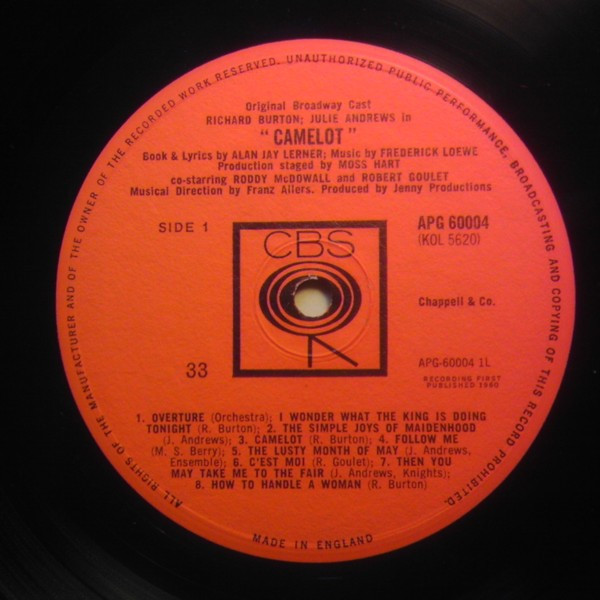 ALL RIGHTS OF THE MANUFACTURER AND OF THE OWNER OF THE RECORDED WORK RESERVED. UNAUTHORIZED PUBLIC PERFORMANCE, BROADCASTING AND COPYING OF THIS RECORD PROHIBITED.
Original Broadway Cast
RICHARD BURTON; JULIE ANDREWS in
"CAMELOT"
Book & Lyrics by ALAN JAY LERNER; Music by FREDERICK LOEWE
Production staged by MOSS HART
co-starring RODDY McDOWALL and ROBERT GOULET
Musical Direction by Franz Allers. Produced by Jenny Productions
SIDE 1
APG 60004
(KOL 5620)
CBS
Chappell & Co.
33
APG-60004 1L
RECORDING FIRST
PUBLISHED 1960
1. OVERTURE (Orchestra); I WONDER WHAT THE KING IS DOING
TONIGHT (R. Burton); 2. THE SIMPLE JOYS OF MAIDENHOOD
(J. Andrews); 3. CAMELOT (R. Burton); 4. FOLLOW ME
(M. S. Berry); 5. THE LUSTY MONTH OF MAY (J. Andrews,
Ensemble); 6. C'EST MOI (R. Goulet); 7. THEN YOU
MAY TAKE ME TO THE FAIR (J. Andrews, Knights);
8. HOW TO HANDLE A WOMAN (R. Burton)
MADE IN ENGLAND